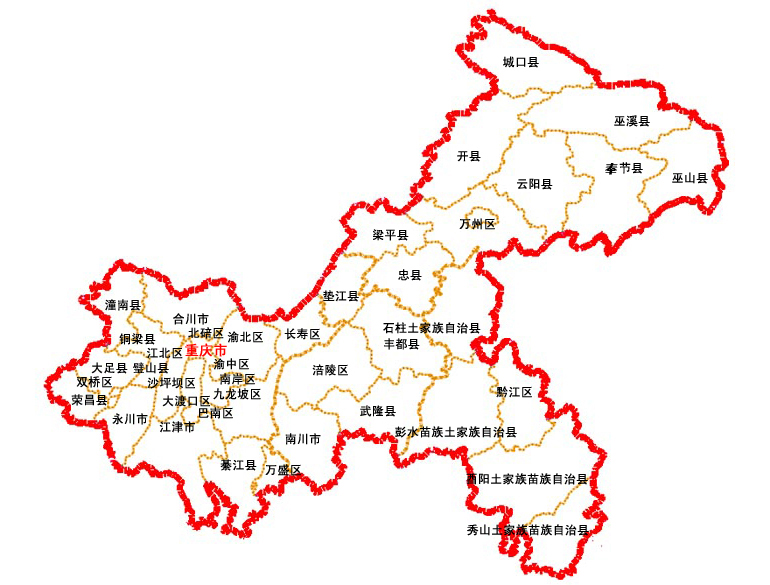 城口县
巫溪县
开县
奉节县
云阳县
巫山县
万州区
梁平县
忠县
垫江县
潼南县
合川市
石柱土家族自治县
北碚区
铜梁县
渝北区
长寿区
丰都县
江北区
重庆市
大足县
璧山县
渝中区
涪陵区
双桥区
沙坪坝区
南岸区
荣昌县
九龙坡区
黔江区
大渡口区
永川市
巴南区
武隆县
江津市
彭水苗族土家族自治县
南川市
綦江县
万盛区
酉阳土家族苗族自治县
秀山土家族苗族自治县